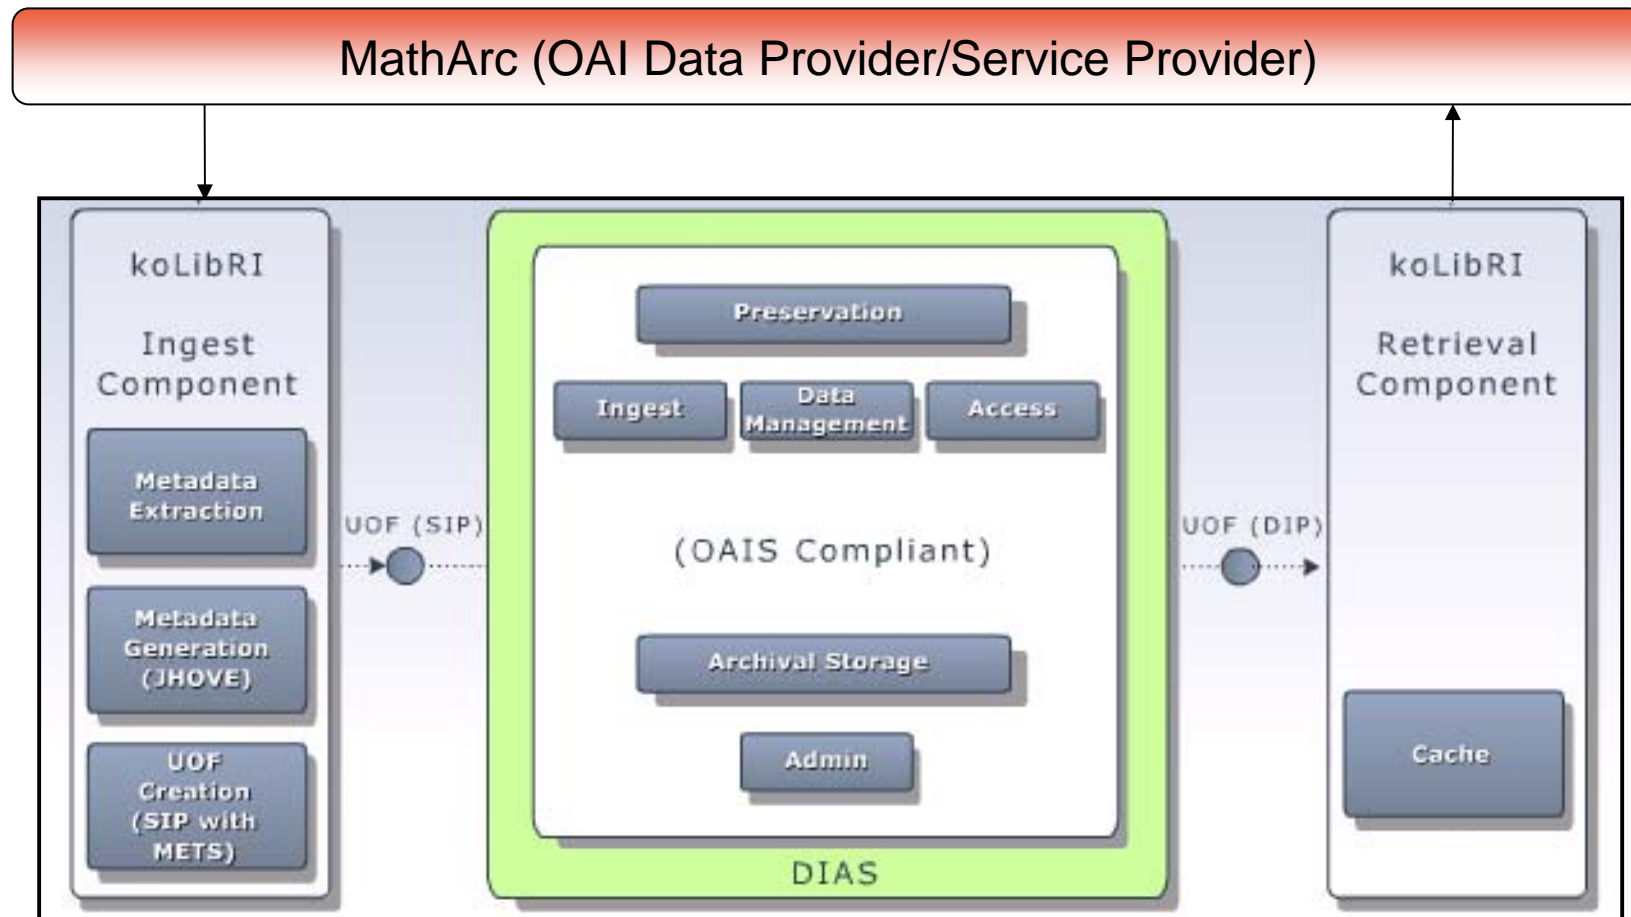 MathArc (OAI Data Provider/Service Provider)
koLibRI
Ingest
Component
Metadata
Extraction
Metadata
Generation
(JHOVE)
UOF
Creation
(SIP with
METS)
UOF (SIP)
Preservation
Ingest
Data
Management
Access
(OAIS Compliant)
Archival Storage
Admin
DIAS
UOF (DIP)
koLibRI
Retrieval
Component
Cache